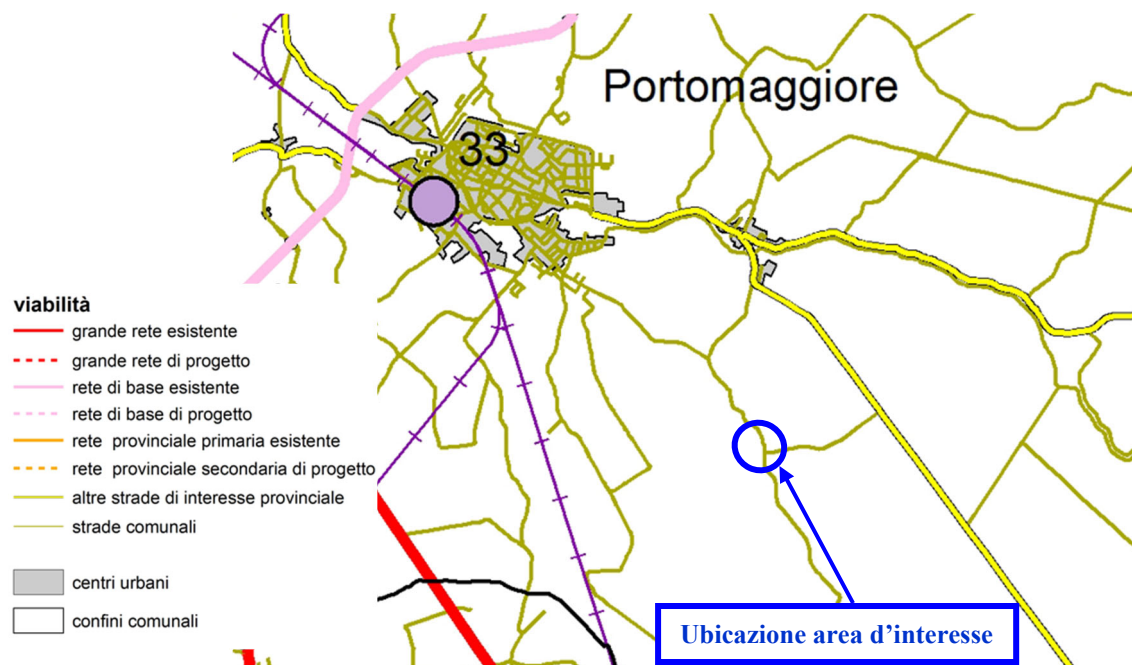 Portomaggiore
33
viabilità
grande rete esistente
grande rete di progetto
rete di base esistente
rete di base di progetto
rete provinciale primaria esistente
rete provinciale secondaria di progetto
altre strade di interesse provinciale
strade comunali
centri urbani
confini comunali
Ubicazione area d'interesse